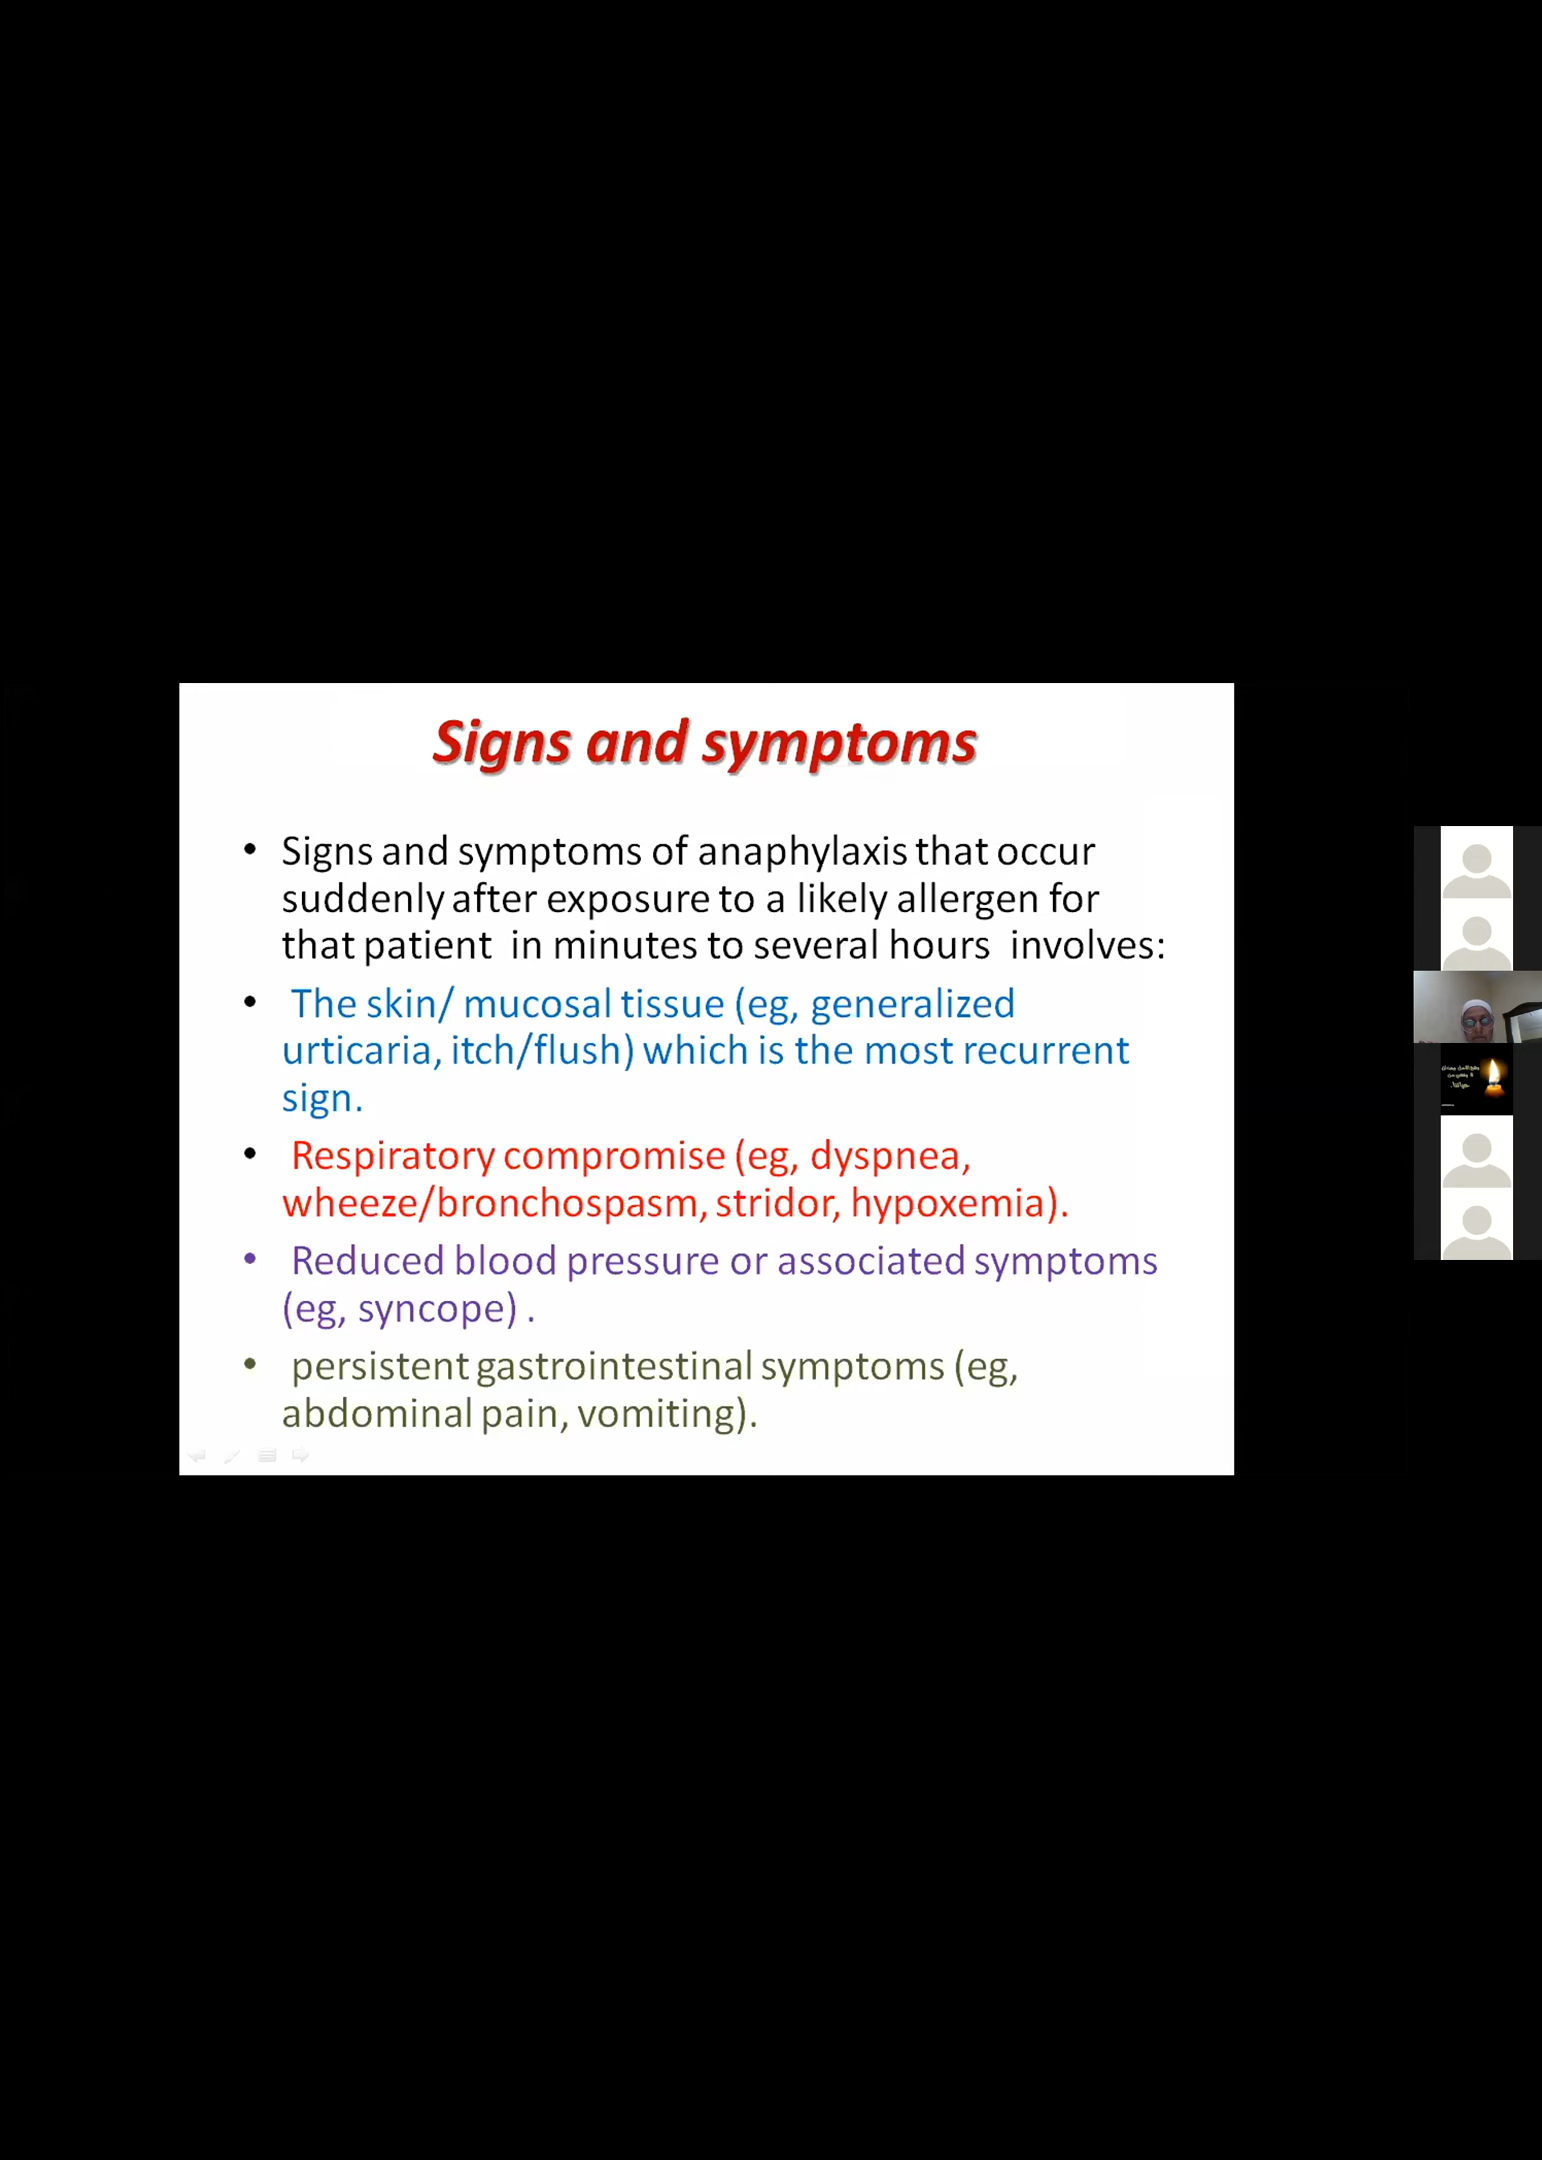 Signs and symptoms
• Signs and symptoms of anaphylaxis that occur
suddenly after exposure to a likely allergen for
that patient in minutes to several hours involves:
• The skin/ mucosal tissue (eg, generalized
urticaria, itch/flush) which is the most recurrent
sign.
• Respiratory compromise (eg, dyspnea,
wheeze/bronchospasm, stridor, hypoxemia).
• Reduced blood pressure or associated symptoms
(eg, syncope) .
• persistent gastrointestinal symptoms (eg,
abdominal pain, vomiting).